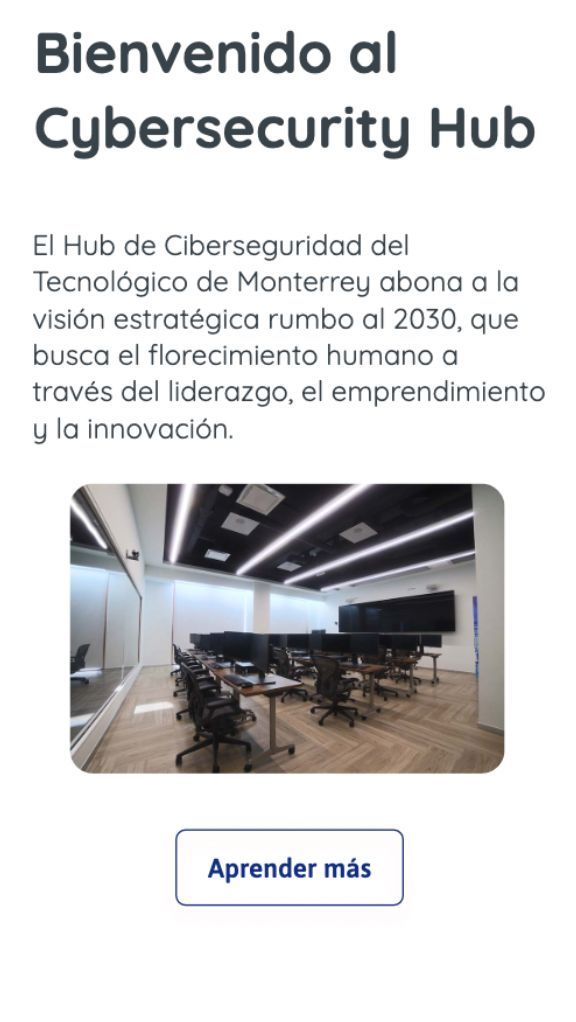 Bienvenido al
Cybersecurity Hub
El Hub de Ciberseguridad del
Tecnológico de Monterrey abona a la
visión estratégica rumbo al 2030, que
busca el florecimiento humano a
través del liderazgo, el emprendimiento
y la innovación.
Aprender más